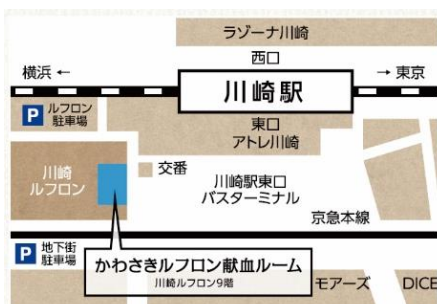 ラゾーナ川崎
西口
横浜 ←
→ 東京
川崎駅
P ルフロン
駐車場
東口
アトレ川崎
川崎
ルフロン
交番
川崎駅東口
バスターミナル
京急本線
P 地下街
駐車場
かわさきルフロン献血ルーム
川崎ルフロン9階
モアーズ
DICE